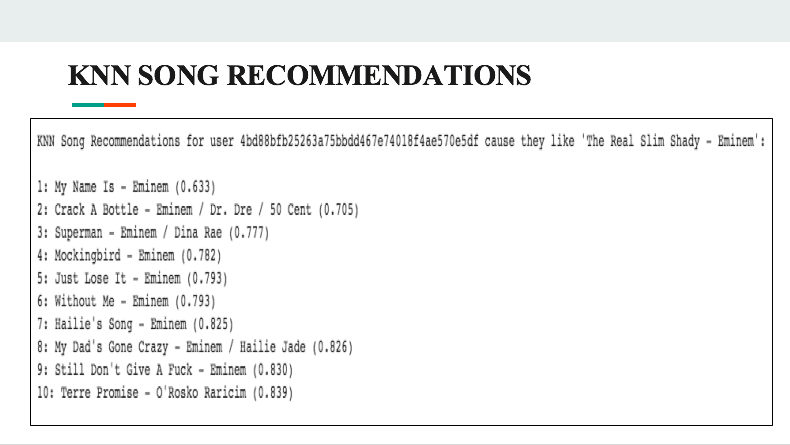 KNN SONG RECOMMENDATIONS
KNN Song Recommendations for user 4bd88bfb25263a75bbdd467e74018f4ae570e5df cause they like 'The Real Slim Shady - Eminem':
1: My Name Is - Eminem (0.633)
2: Crack A Bottle - Eminem / Dr. Dre / 50 Cent (0.705)
3: Superman - Eminem / Dina Rae (0.777)
4: Mockingbird - Eminem (0.782)
5: Just Lose It - Eminem (0.793)
6: Without Me - Eminem (0.793)
7: Hailie's Song - Eminem (0.825)
8: My Dad's Gone Crazy - Eminem / Hailie Jade (0.826)
9: Still Don't Give A Fuck - Eminem (0.830)
10: Terre Promise - O'Rosko Raricim (0.839)